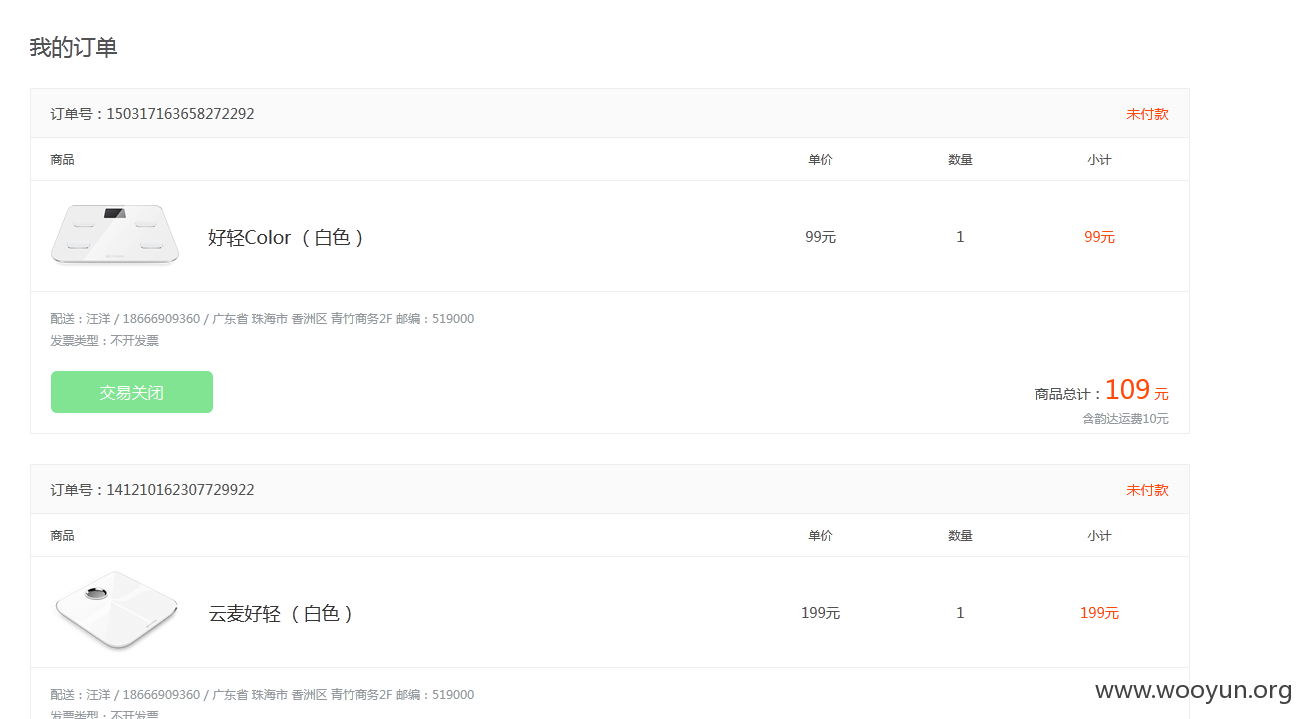 我的订单
订单号：150317163658272292 未付款
商品 单价 数量 小计
好轻Color（白色） 99元 1 99元
配送：汪洋 / 18666909360 / 广东省 珠海市 香洲区 青竹商务2F 邮编：519000
发票类型：不开发票
交易关闭 商品总计：109 元
含韵达运费10元
订单号：141210162307729922 未付款
商品 单价 数量 小计
云麦好轻（白色） 199元 1 199元
配送：汪洋 / 18666909360 / 广东省 珠海市 香洲区 青竹商务2F 邮编：519000
www.wooyun.org
发票类型：不开发票